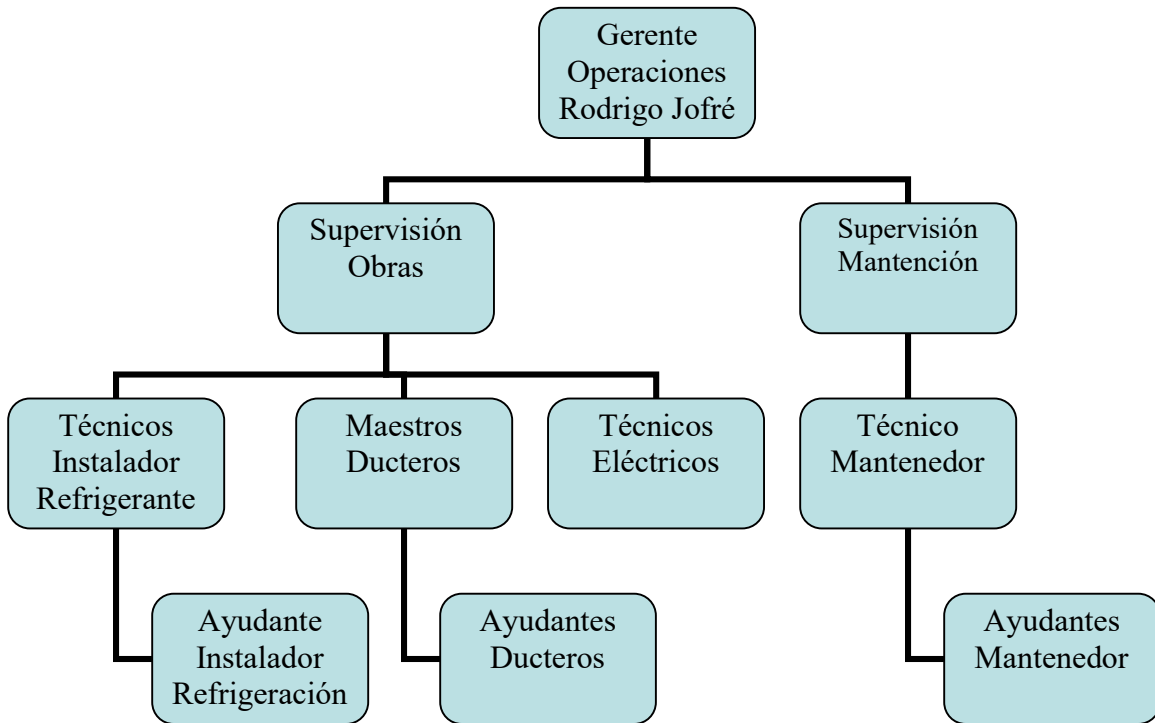 Gerente
Operaciones
Rodrigo Jofré
Supervisión
Obras
Supervisión
Mantención
Técnicos
Instalador
Refrigerante
Maestros
Ducteros
Técnicos
Eléctricos
Técnico
Mantenedor
Ayudante
Instalador
Refrigeración
Ayudantes
Ducteros
Ayudantes
Mantenedor